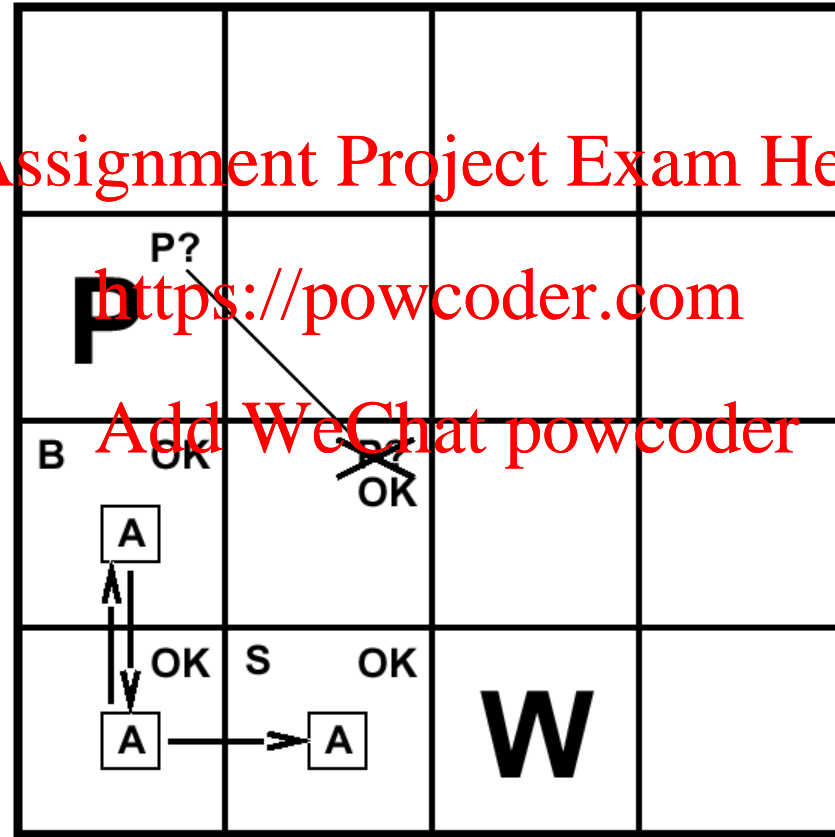 Assignment Project Exam He
P?
P
https://powcoder.com
Add WeChat powcoder
B OK P?
OK
A
OK S OK
A A W